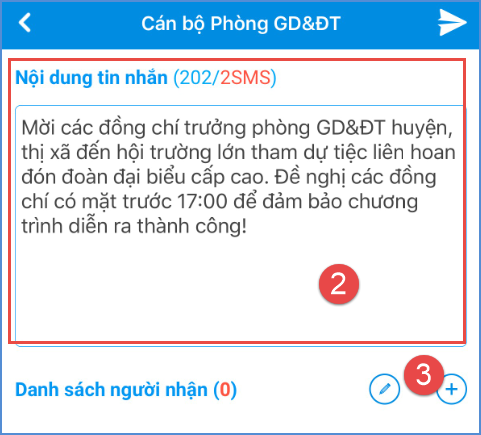 Cán bộ Phòng GD&ĐT
Nội dung tin nhắn (202/2SMS)
Mời các đồng chí trưởng phòng GD&ĐT huyện,
thị xã đến hội trường lớn tham dự tiệc liên hoan
đón đoàn đại biểu cấp cao. Đề nghị các đồng
chí có mặt trước 17:00 để đảm bảo chương
trình diễn ra thành công!
2
Danh sách người nhận (0)
3